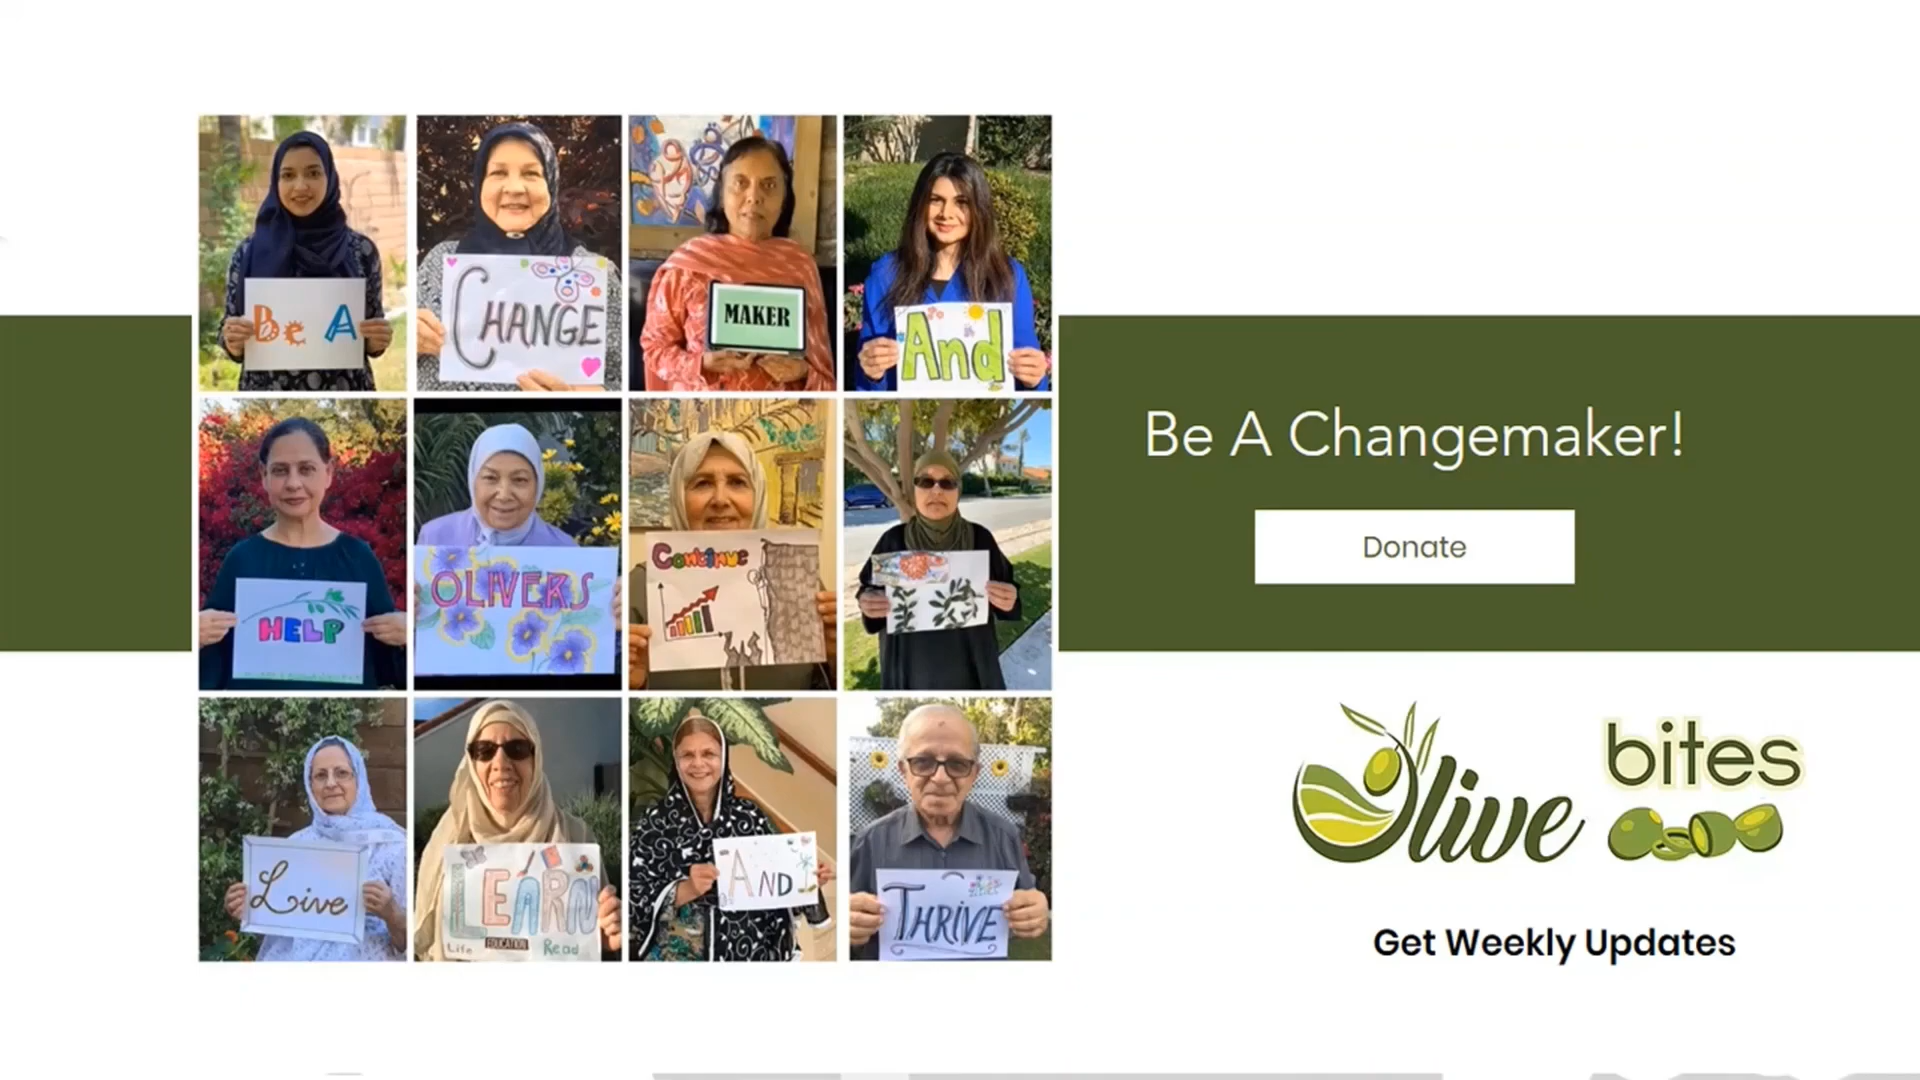 Be A
CHANGE
MAKER
And
HELP
OLIVERS
Continue
Live
LEARN
Life EDUCATION Read
AND
THRIVE
Be A Changemaker!
Donate
Olive
bites
Get Weekly Updates